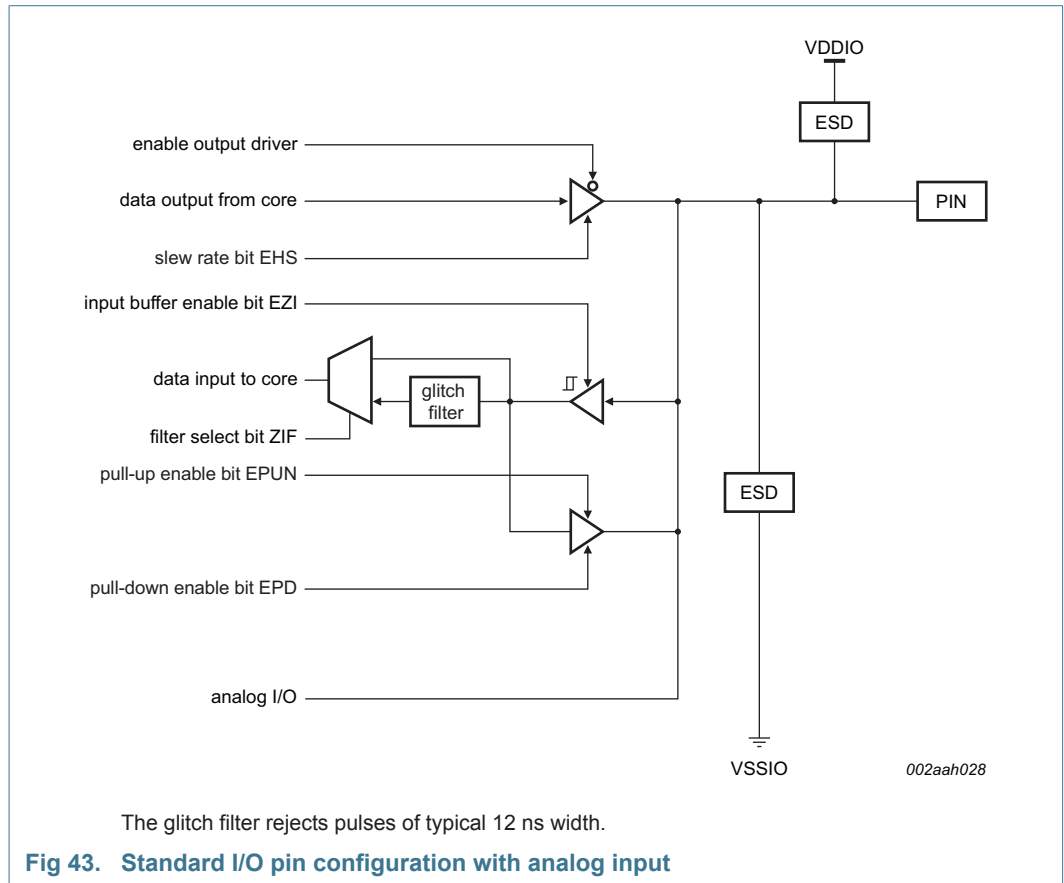 VDDIO
ESD
enable output driver
data output from core
PIN
slew rate bit EHS
input buffer enable bit EZI
data input to core
glitch
filter
filter select bit ZIF
pull-up enable bit EPUN
ESD
pull-down enable bit EPD
analog I/O
VSSIO
002aah028
The glitch filter rejects pulses of typical 12 ns width.
Fig 43. Standard I/O pin configuration with analog input